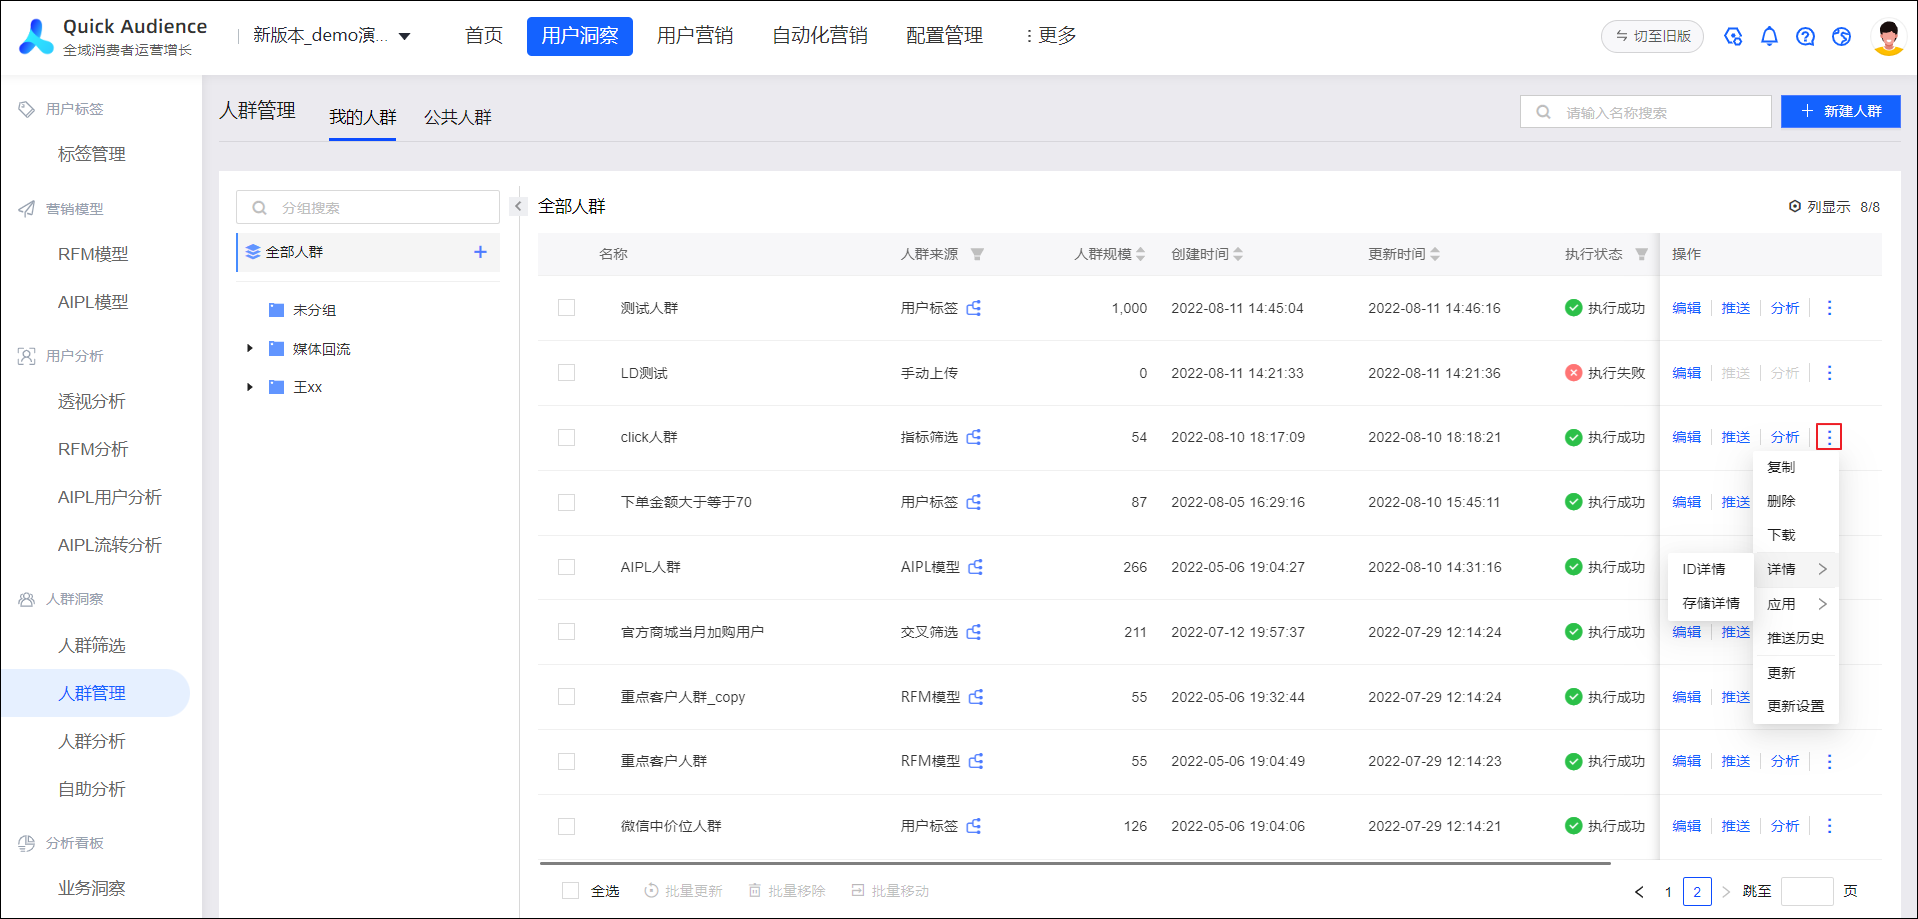 Quick Audience
全域消费者运营增长
新版本_demo演...
首页 用户洞察 用户营销 自动化营销 配置管理 更多
切至旧版
用户标签
标签管理
营销模型
RFM模型
AIPL模型
用户分析
透视分析
RFM分析
AIPL用户分析
AIPL流转分析
人群洞察
人群筛选
人群管理
人群分析
自助分析
分析看板
业务洞察
人群管理 我的人群 公共人群
请输入名称搜索
新建人群
分组搜索
全部人群
未分组
媒体回流
王xx
全部人群
列显示 8/8
名称 人群来源 人群规模 创建时间 更新时间 执行状态 操作
测试人群 用户标签 1,000 2022-08-11 14:45:04 2022-08-11 14:46:16 执行成功 编辑 推送 分析
LD测试 手动上传 0 2022-08-11 14:21:33 2022-08-11 14:21:36 执行失败 编辑 推送 分析
click人群 指标筛选 54 2022-08-10 18:17:09 2022-08-10 18:18:21 执行成功 编辑 推送 分析
下单金额大于等于70 用户标签 87 2022-08-05 16:29:16 2022-08-10 15:45:11 执行成功 编辑 推送
AIPL人群 AIPL模型 266 2022-05-06 19:04:27 2022-08-10 14:31:16 执行成功
官方商城当月加购用户 交叉筛选 211 2022-07-12 19:57:37 2022-07-29 12:14:24 执行成功 编辑 推送
重点客户人群_copy RFM模型 55 2022-05-06 19:32:44 2022-07-29 12:14:24 执行成功 编辑 推送
重点客户人群 RFM模型 55 2022-05-06 19:04:49 2022-07-29 12:14:23 执行成功 编辑 推送 分析
微信中价位人群 用户标签 126 2022-05-06 19:04:06 2022-07-29 12:14:21 执行成功 编辑 推送 分析
复制
删除
下载
详情
应用
推送历史
更新
更新设置
ID详情
存储详情
全选 批量更新 批量移除 批量移动
1 2 跳至 页